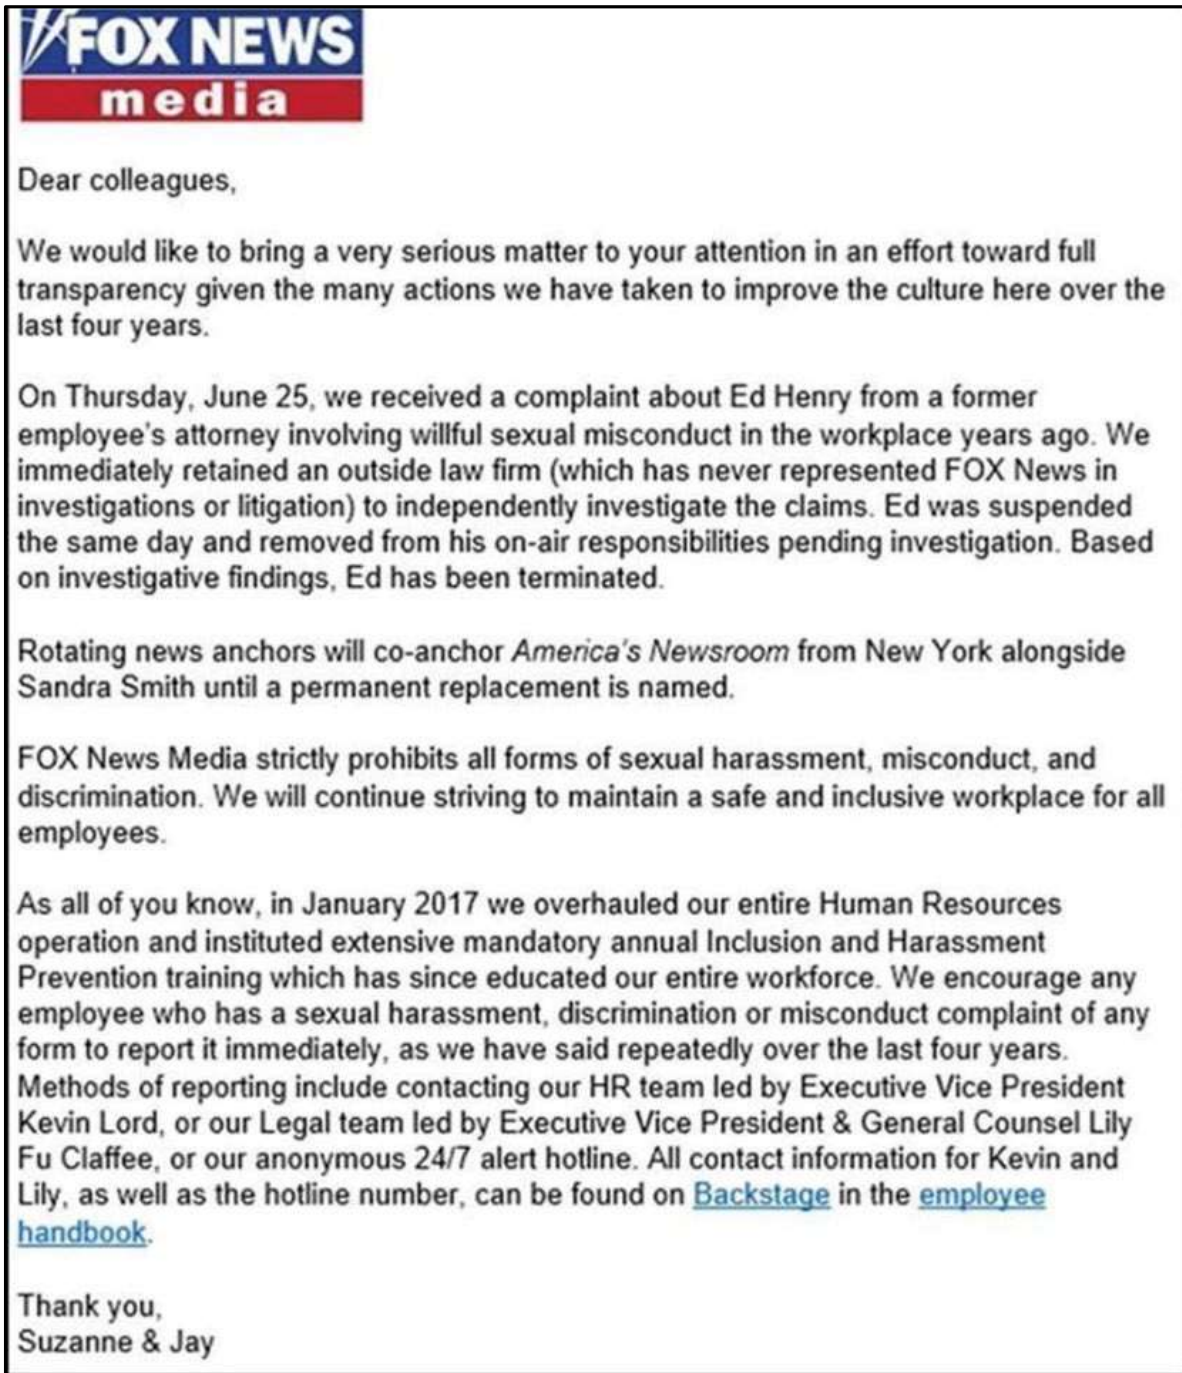 FOX NEWS
media
Dear colleagues,
We would like to bring a very serious matter to your attention in an effort toward full
transparency given the many actions we have taken to improve the culture here over the
last four years.
On Thursday, June 25, we received a complaint about Ed Henry from a former
employee's attorney involving willful sexual misconduct in the workplace years ago. We
immediately retained an outside law firm (which has never represented FOX News in
investigations or litigation) to independently investigate the claims. Ed was suspended
the same day and removed from his on-air responsibilities pending investigation. Based
on investigative findings, Ed has been terminated.
Rotating news anchors will co-anchor America's Newsroom from New York alongside
Sandra Smith until a permanent replacement is named.
FOX News Media strictly prohibits all forms of sexual harassment, misconduct, and
discrimination. We will continue striving to maintain a safe and inclusive workplace for all
employees.
As all of you know, in January 2017 we overhauled our entire Human Resources
operation and instituted extensive mandatory annual Inclusion and Harassment
Prevention training which has since educated our entire workforce. We encourage any
employee who has a sexual harassment, discrimination or misconduct complaint of any
form to report it immediately, as we have said repeatedly over the last four years.
Methods of reporting include contacting our HR team led by Executive Vice President
Kevin Lord, or our Legal team led by Executive Vice President & General Counsel Lily
Fu Claffee, or our anonymous 24/7 alert hotline. All contact information for Kevin and
Lily, as well as the hotline number, can be found on Backstage in the employee
handbook.
Thank you,
Suzanne & Jay